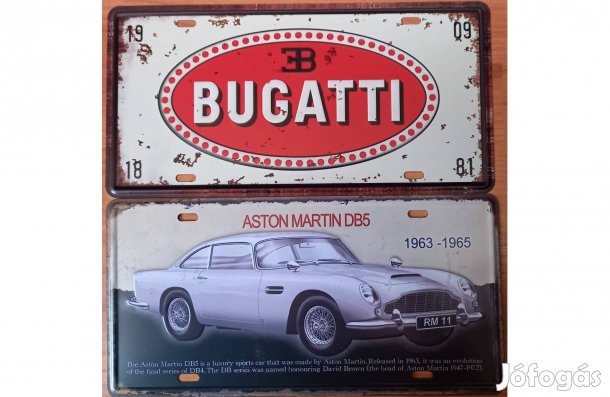 19 09
EB
BUGATTI
18 81
ASTON MARTIN DB5
1963 -1965
RM 11
The Aston Martin DB5 is a luxury sports car that was made by Aston Martin. Released in 1963, it was an evolution
of the final series of DB4. The DB series was named honouring David Brown (the head of Aston Martin 1947-1972).
Jófogás